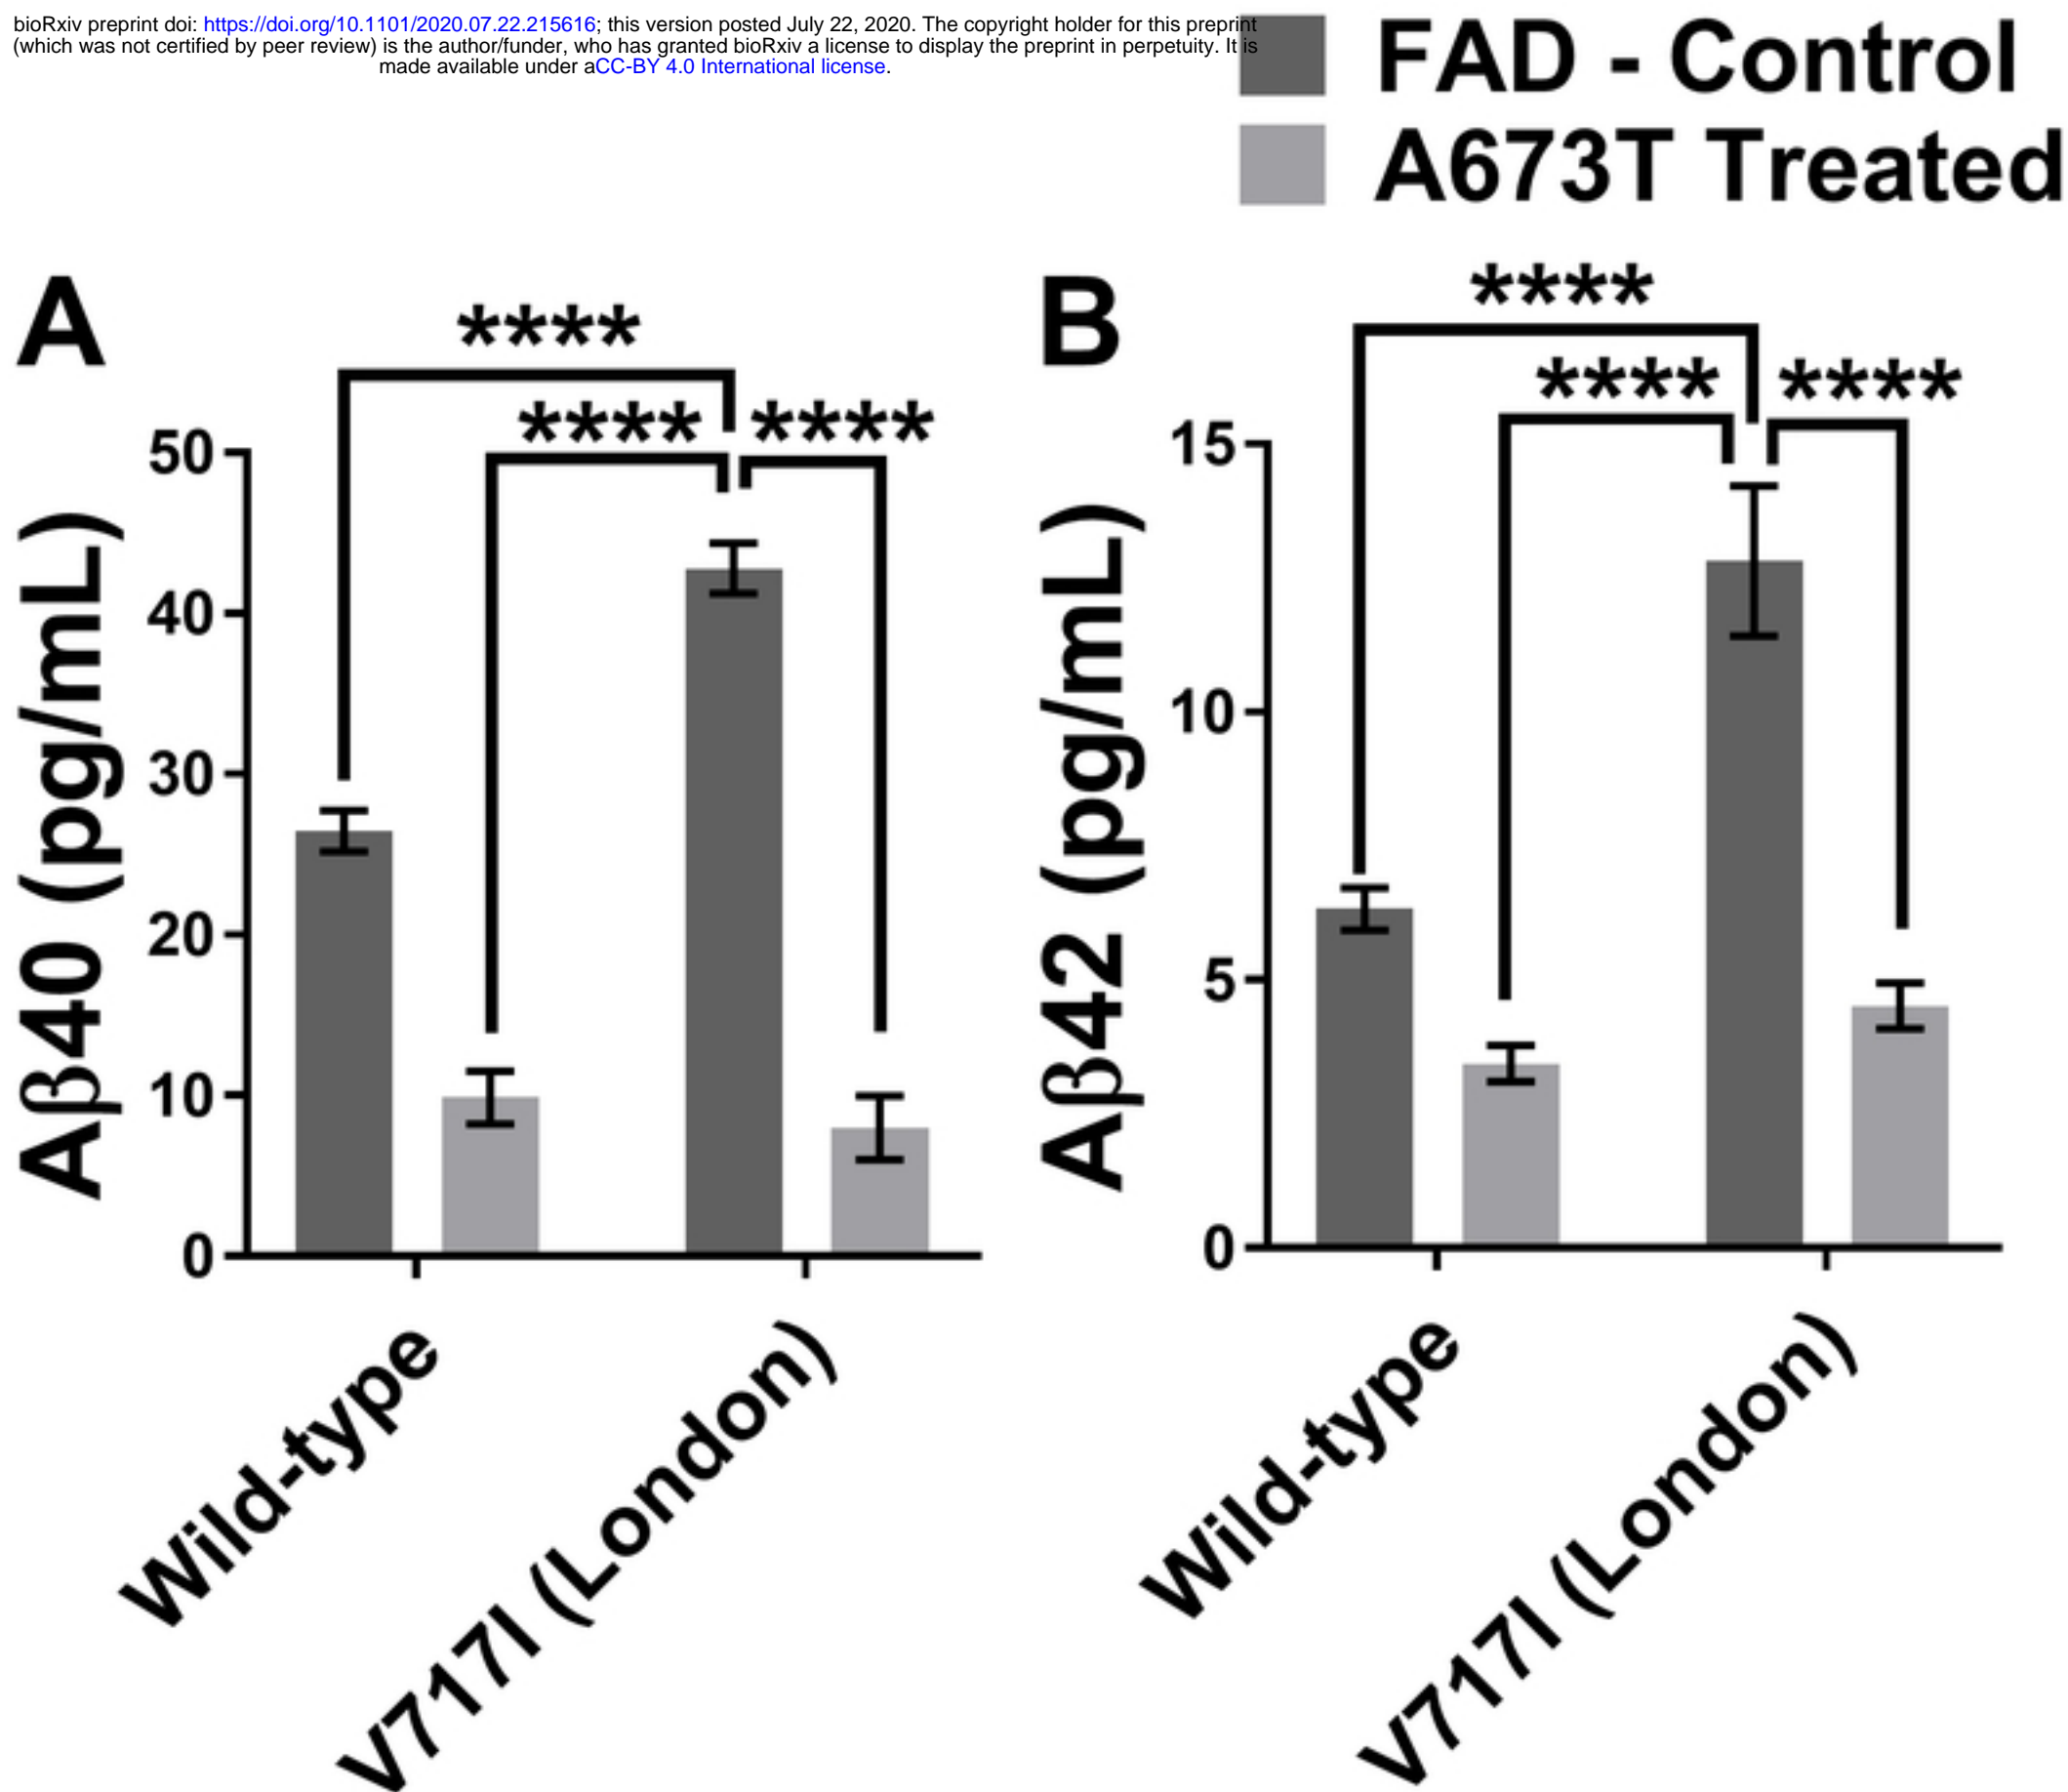 bioRxiv preprint doi: https://doi.org/10.1101/2020.07.22.215616; this version posted July 22, 2020. The copyright holder for this preprint
(which was not certified by peer review) is the author/funder, who has granted bioRxiv a license to display the preprint in perpetuity. It is
made available under aCC-BY 4.0 International license.
FAD - Control
A673T Treated
A
****
**** ****
Aβ40 (pg/mL)
50
40
30
20
10
0
Wild-type
V717I (London)
B
****
**** ****
Aβ42 (pg/mL)
15
10
5
0
Wild-type
V717I (London)